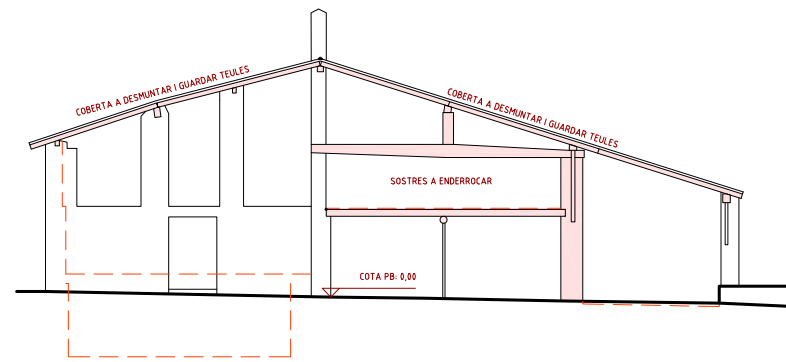 COBERTA A DESMUNTAR I GUARDAR TEULES
COBERTA A DESMUNTAR I GUARDAR TEULES
SOSTRES A ENDERROCAR
COTA PB: 0,00